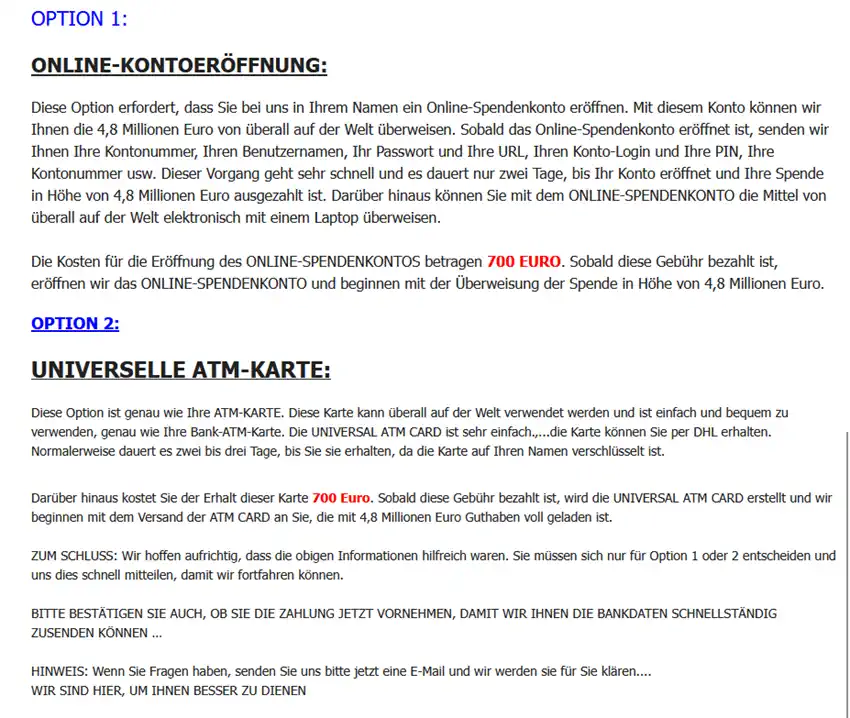 OPTION 1:
ONLINE-KONTOERÖFFNUNG:
Diese Option erfordert, dass Sie bei uns in Ihrem Namen ein Online-Spendenkonto eröffnen. Mit diesem Konto können wir
Ihnen die 4,8 Millionen Euro von überall auf der Welt überweisen. Sobald das Online-Spendenkonto eröffnet ist, senden wir
Ihnen Ihre Kontonummer, Ihren Benutzernamen, Ihr Passwort und Ihre URL, Ihren Konto-Login und Ihre PIN, Ihre
Kontonummer usw. Dieser Vorgang geht sehr schnell und es dauert nur zwei Tage, bis Ihr Konto eröffnet und Ihre Spende
in Höhe von 4,8 Millionen Euro ausgezahlt ist. Darüber hinaus können Sie mit dem ONLINE-SPENDENKONTO die Mittel von
überall auf der Welt elektronisch mit einem Laptop überweisen.
Die Kosten für die Eröffnung des ONLINE-SPENDENKONTOS betragen 700 EURO. Sobald diese Gebühr bezahlt ist,
eröffnen wir das ONLINE-SPENDENKONTO und beginnen mit der Überweisung der Spende in Höhe von 4,8 Millionen Euro.
OPTION 2:
UNIVERSELLE ATM-KARTE:
Diese Option ist genau wie Ihre ATM-KARTE. Diese Karte kann überall auf der Welt verwendet werden und ist einfach und bequem zu
verwenden, genau wie Ihre Bank-ATM-Karte. Die UNIVERSAL ATM CARD ist sehr einfach.,...die Karte können Sie per DHL erhalten.
Normalerweise dauert es zwei bis drei Tage, bis Sie sie erhalten, da die Karte auf Ihren Namen verschlüsselt ist.
Darüber hinaus kostet Sie der Erhalt dieser Karte 700 Euro. Sobald diese Gebühr bezahlt ist, wird die UNIVERSAL ATM CARD erstellt und wir
beginnen mit dem Versand der ATM CARD an Sie, die mit 4,8 Millionen Euro Guthaben voll geladen ist.
ZUM SCHLUSS: Wir hoffen aufrichtig, dass die obigen Informationen hilfreich waren. Sie müssen sich nur für Option 1 oder 2 entscheiden und
uns dies schnell mitteilen, damit wir fortfahren können.
BITTE BESTÄTIGEN SIE AUCH, OB SIE DIE ZAHLUNG JETZT VORNEHMEN, DAMIT WIR IHNEN DIE BANKDATEN SCHNELLSTÄNDIG
ZUSENDEN KÖNNEN ...
HINWEIS: Wenn Sie Fragen haben, senden Sie uns bitte jetzt eine E-Mail und wir werden sie für Sie klären....
WIR SIND HIER, UM IHNEN BESSER ZU DIENEN